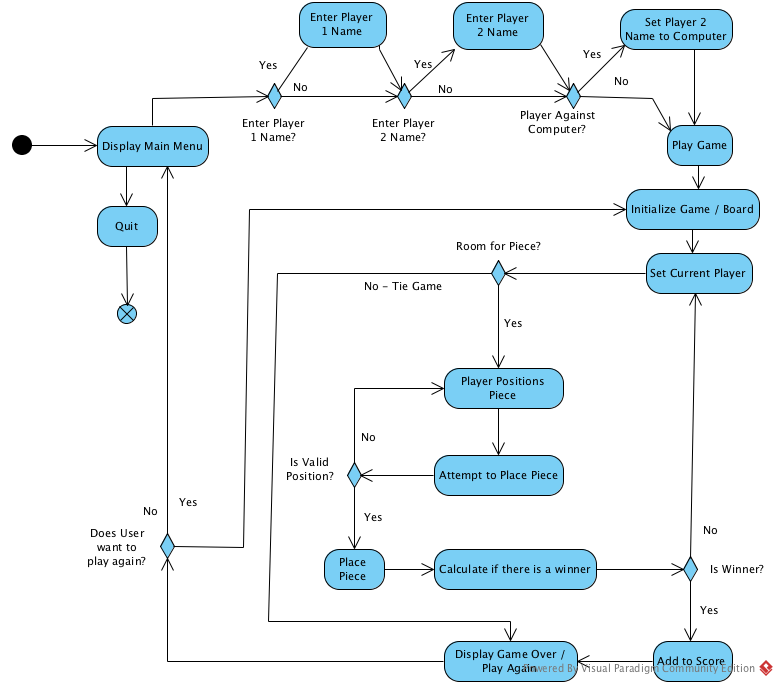 Enter Player
1 Name
Enter Player
2 Name
Set Player 2
Name to Computer
Yes
Yes
Yes
No
No
No
Enter Player
1 Name?
Enter Player
2 Name?
Player Against
Computer?
Display Main Menu
Play Game
Quit
Initialize Game / Board
Room for Piece?
Set Current Player
No - Tie Game
Yes
Player Positions
Piece
No
Is Valid
Position?
Attempt to Place Piece
Yes
No
Yes
Does User
want to
play again?
No
Place
Piece
Calculate if there is a winner
Is Winner?
Yes
Display Game Over /
Play Again
Add to Score
Powered By Visual Paradigm Community Edition